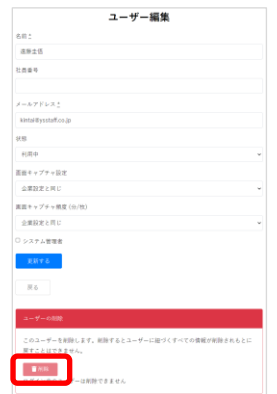 ユーザー編集
名前 *
遠藤圭信
社員番号
メールアドレス *
kintai@ysstaff.co.jp
状態
利用中
画面キャプチャ設定
企業設定と同じ
画面キャプチャ頻度 (分/枚)
企業設定と同じ
システム管理者
更新する
戻る
ユーザーの削除
このユーザーを削除します。削除するとユーザーに基づくすべての情報が削除されもとに
戻すことはできません。
削除
ーは削除できません